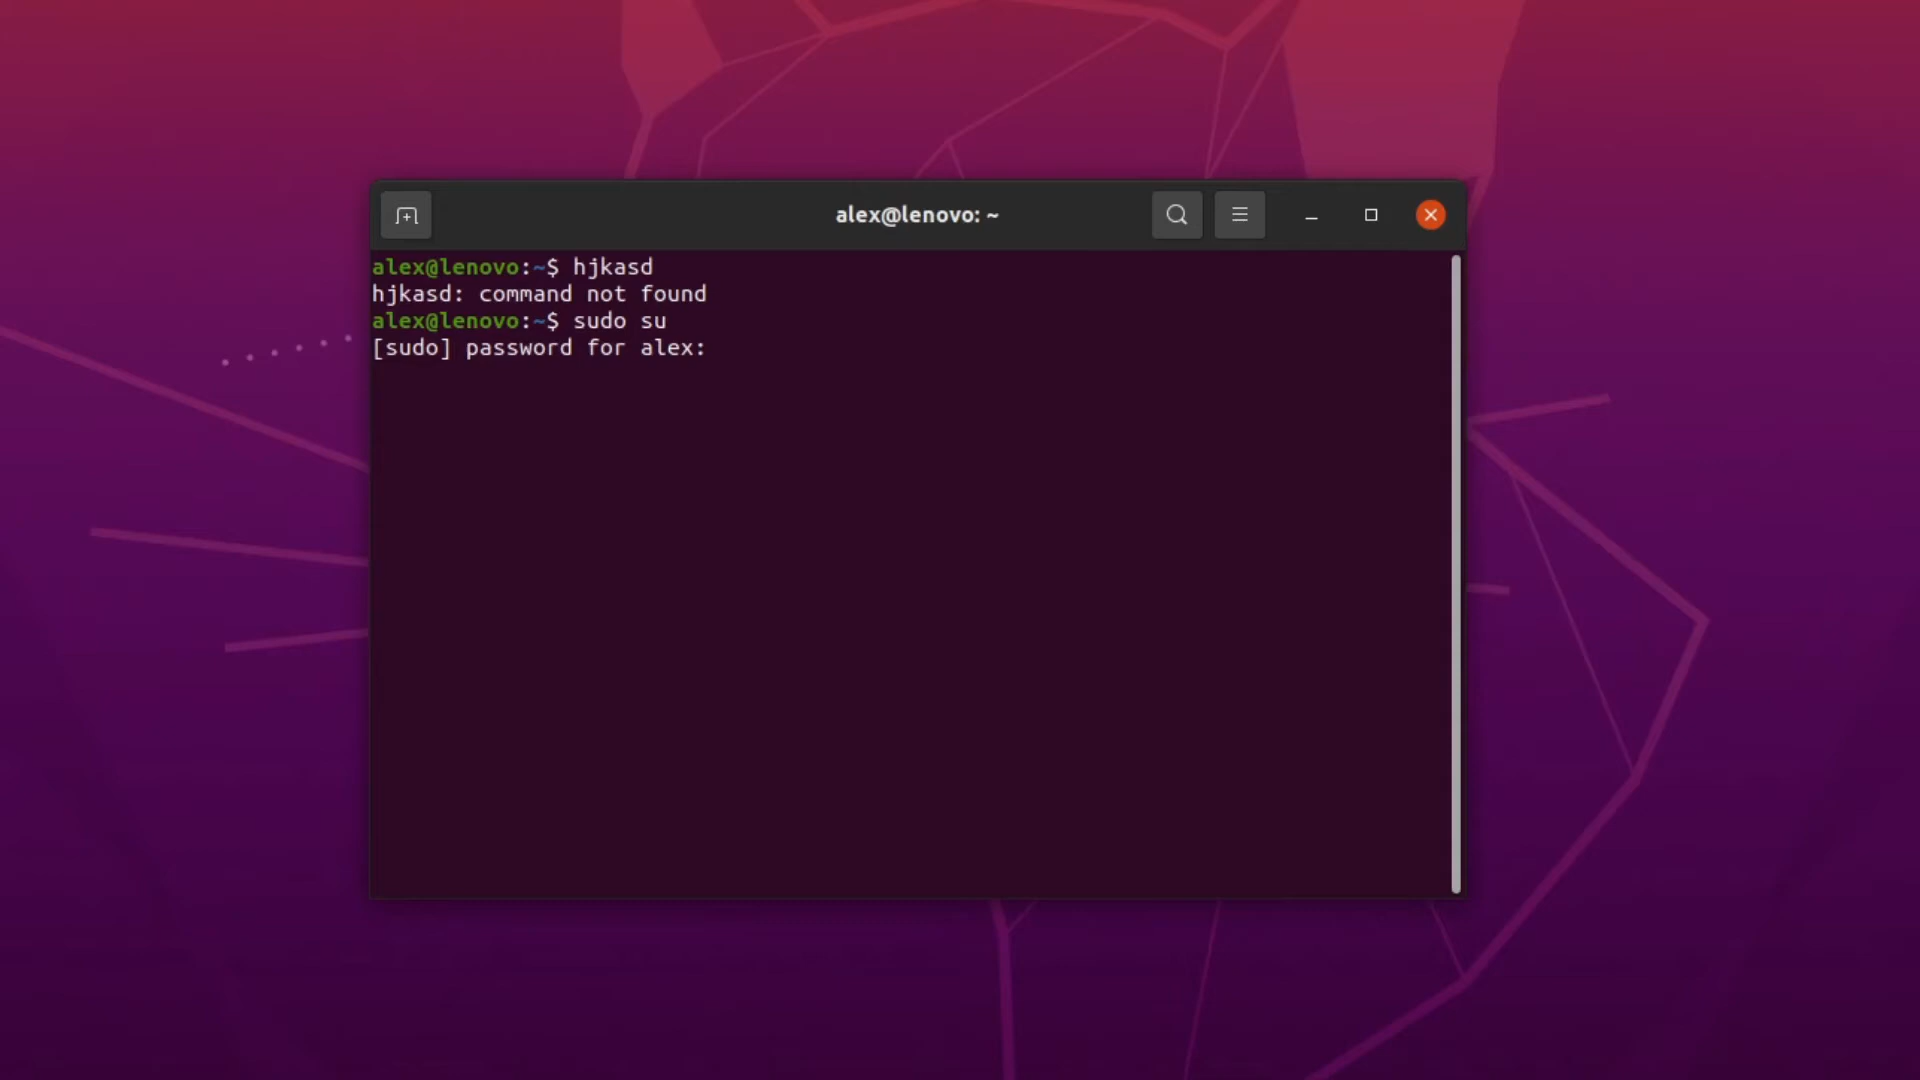 alex@lenovo: ~
alex@lenovo:~$ hjkasd
hjkasd: command not found
alex@lenovo:~$ sudo su
[sudo] password for alex: